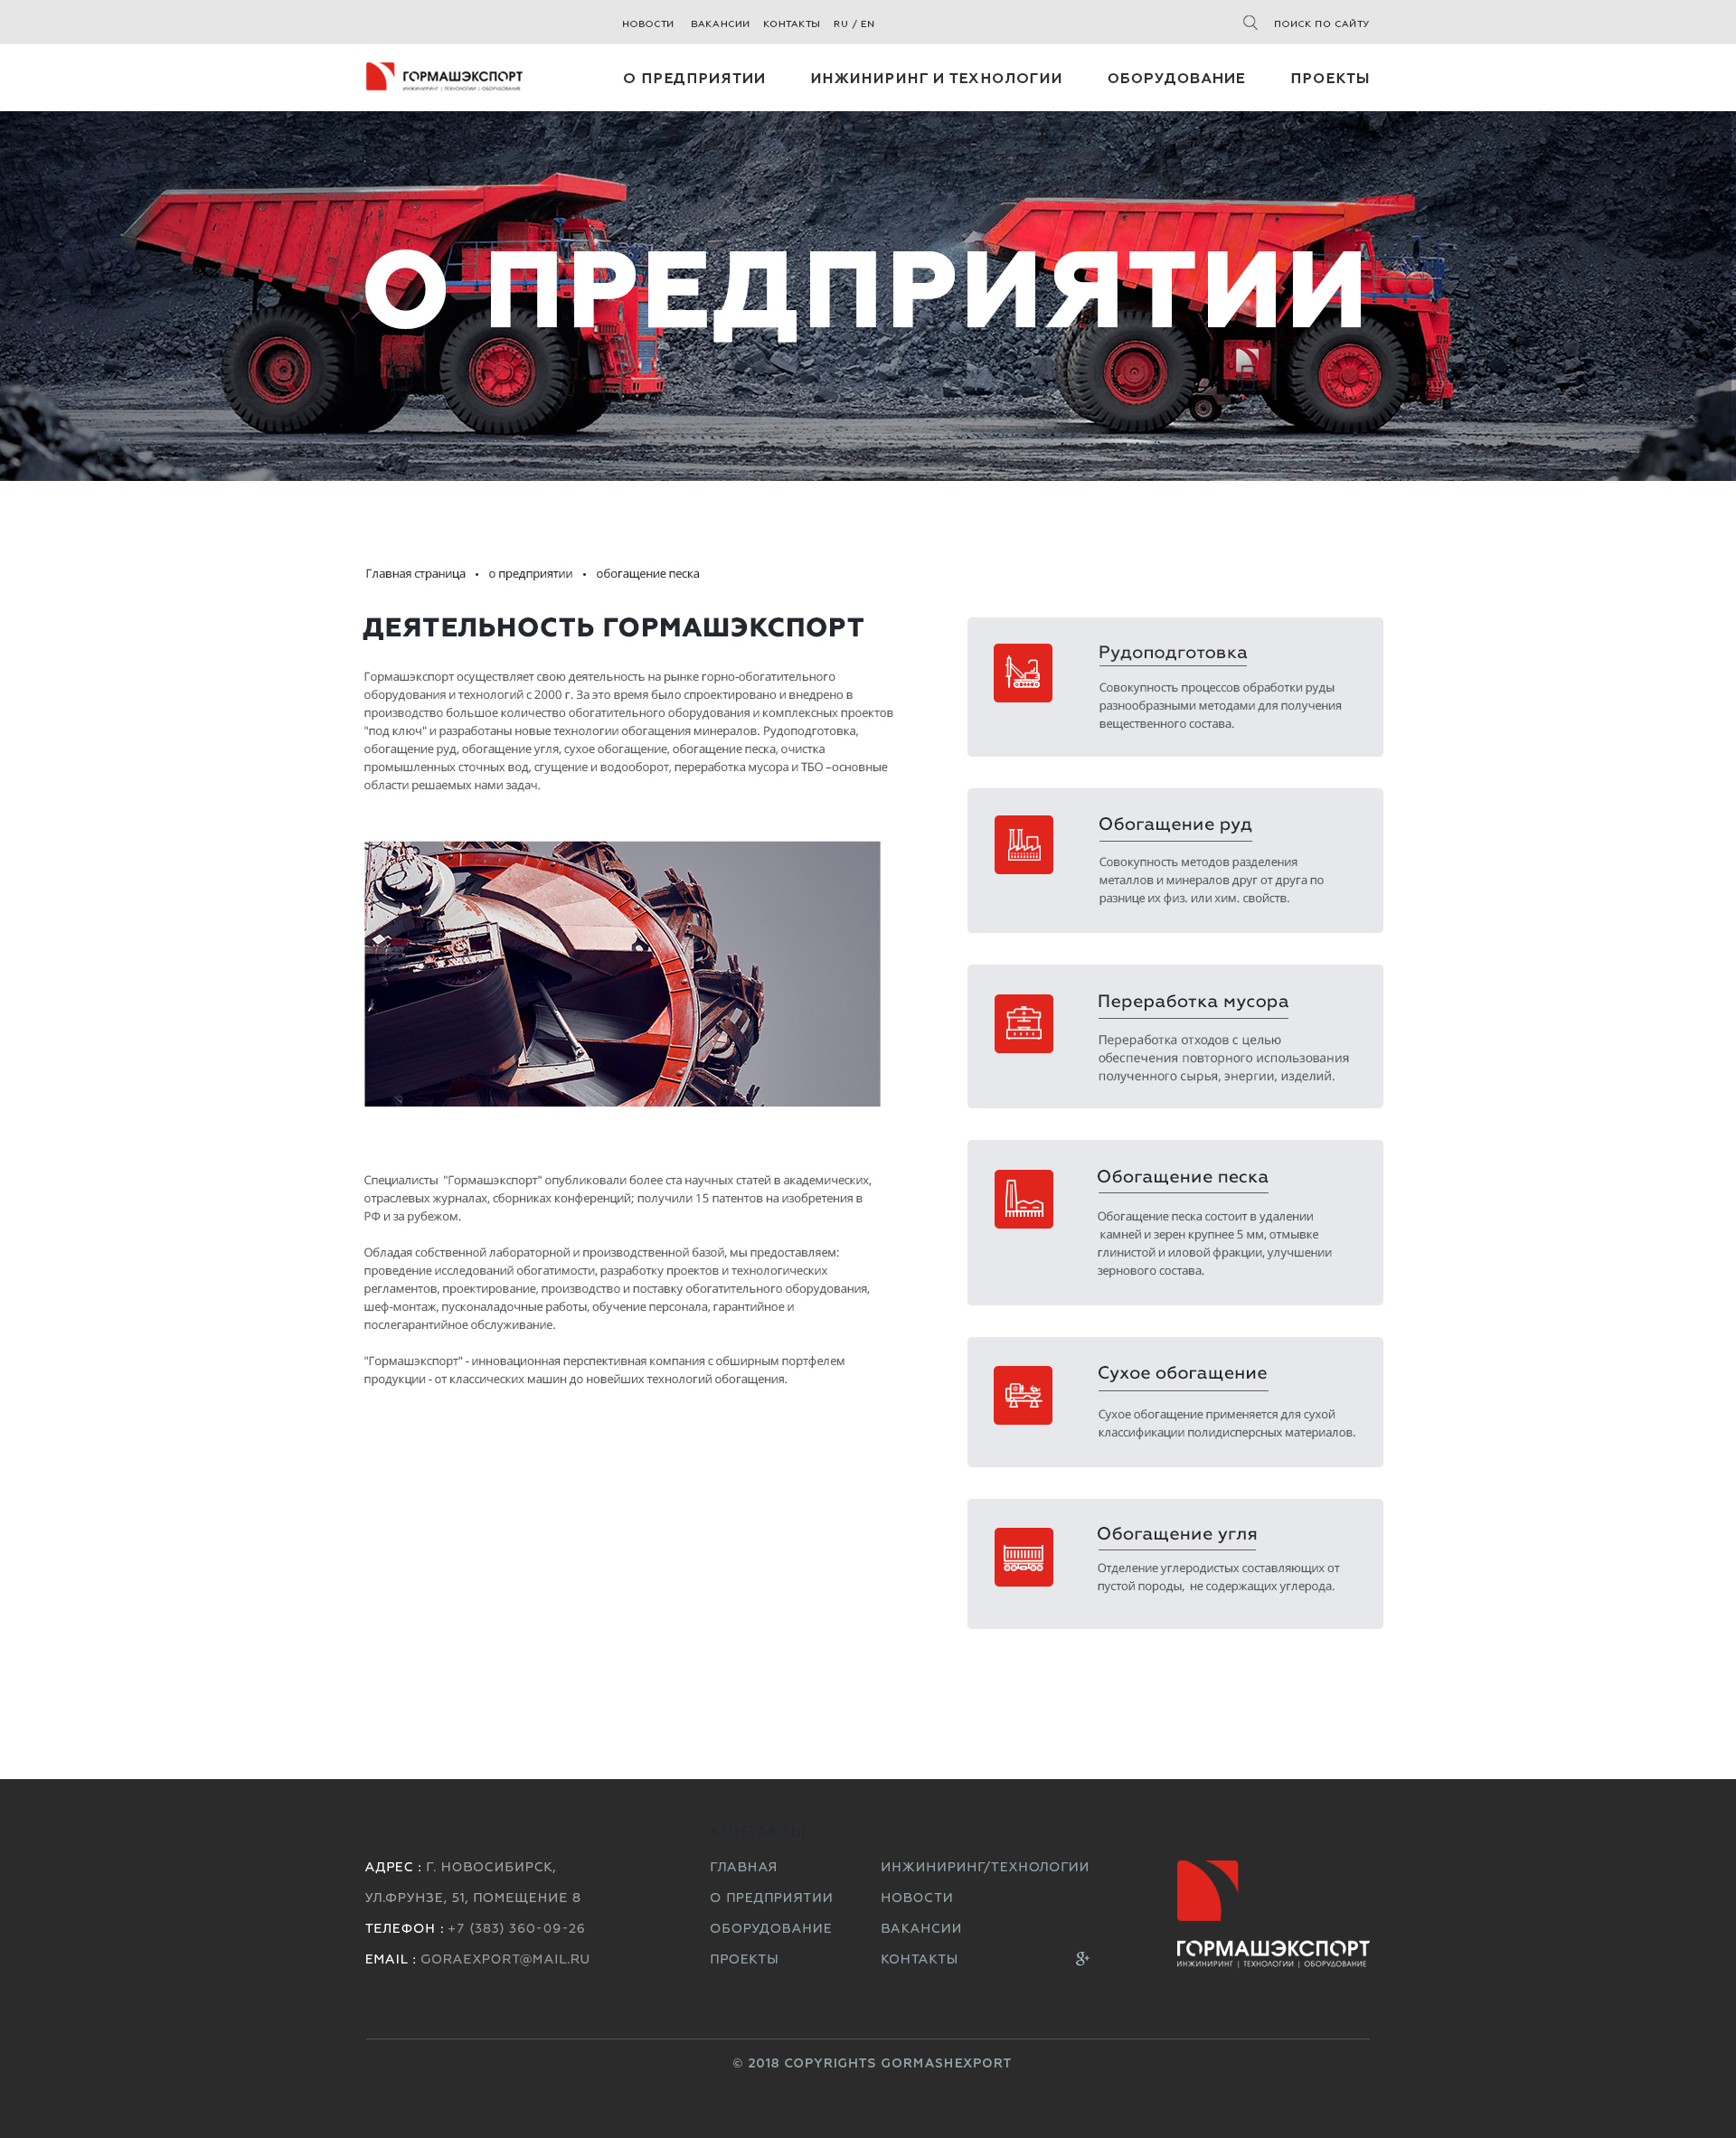 НОВОСТИ ВАКАНСИИ КОНТАКТЫ RU / EN ПОИСК ПО САЙТУ
ГОРМАШЭКСПОРТ
ИНЖИНИРИНГ | ТЕХНОЛОГИИ | ОБОРУДОВАНИЕ
О ПРЕДПРИЯТИИ ИНЖИНИРИНГ И ТЕХНОЛОГИИ ОБОРУДОВАНИЕ ПРОЕКТЫ
О ПРЕДПРИЯТИИ
Главная страница • о предприятии • обогащение песка
ДЕЯТЕЛЬНОСТЬ ГОРМАШЭКСПОРТ
Гормашэкспорт осуществляет свою деятельность на рынке горно-обогатительного
оборудования и технологий с 2000 г. За это время было спроектировано и внедрено в
производство большое количество обогатительного оборудования и комплексных проектов
"под ключ" и разработаны новые технологии обогащения минералов. Рудоподготовка,
обогащение руд, обогащение угля, сухое обогащение, обогащение песка, очистка
промышленных сточных вод, сгущение и водооборот, переработка мусора и ТБО –основные
области решаемых нами задач.
Специалисты "Гормашэкспорт" опубликовали более ста научных статей в академических,
отраслевых журналах, сборниках конференций; получили 15 патентов на изобретения в
РФ и за рубежом.
Обладая собственной лабораторной и производственной базой, мы предоставляем:
проведение исследований обогатимости, разработку проектов и технологических
регламентов, проектирование, производство и поставку обогатительного оборудования,
шеф-монтаж, пусконаладочные работы, обучение персонала, гарантийное и
послегарантийное обслуживание.
"Гормашэкспорт" - инновационная перспективная компания с обширным портфелем
продукции - от классических машин до новейших технологий обогащения.
Рудоподготовка
Совокупность процессов обработки руды
разнообразными методами для получения
вещественного состава.
Обогащение руд
Совокупность методов разделения
металлов и минералов друг от друга по
разнице их физ. или хим. свойств.
Переработка мусора
Переработка отходов с целью
обеспечения повторного использования
полученного сырья, энергии, изделий.
Обогащение песка
Обогащение песка состоит в удалении
камней и зерен крупнее 5 мм, отмывке
глинистой и иловой фракции, улучшении
зернового состава.
Сухое обогащение
Сухое обогащение применяется для сухой
классификации полидисперсных материалов.
Обогащение угля
Отделение углеродистых составляющих от
пустой породы, не содержащих углерода.
КОНТАКТЫ
АДРЕС : Г. НОВОСИБИРСК,
УЛ.ФРУНЗЕ, 51, ПОМЕЩЕНИЕ 8
ТЕЛЕФОН : +7 (383) 360-09-26
EMAIL : GORAEXPORT@MAIL.RU
ГЛАВНАЯ
О ПРЕДПРИЯТИИ
ОБОРУДОВАНИЕ
ПРОЕКТЫ
ИНЖИНИРИНГ/ТЕХНОЛОГИИ
НОВОСТИ
ВАКАНСИИ
КОНТАКТЫ
g+
ГОРМАШЭКСПОРТ
ИНЖИНИРИНГ | ТЕХНОЛОГИИ | ОБОРУДОВАНИЕ
© 2018 COPYRIGHTS GORMASHEXPORT